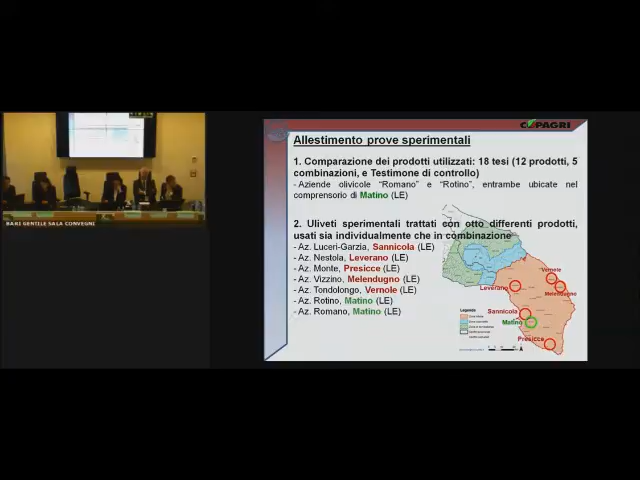 COPAGRI
Allestimento prove sperimentali
1. Comparazione dei prodotti utilizzati: 18 tesi (12 prodotti, 5
combinazioni, e Testimone di controllo)
- Aziende olivicole "Romano" e "Rotino", entrambe ubicate nel
comprensorio di Matino (LE)
2. Uliveti sperimentali trattati con otto differenti prodotti,
usati sia individualmente che in combinazione
- Az. Luceri-Garzia, Sannicola (LE)
- Az. Nestola, Leverano (LE)
- Az. Monte, Presicce (LE)
- Az. Vizzino, Melendugno (LE)
- Az. Tondolongo, Vernole (LE)
- Az. Rotino, Matino (LE)
- Az. Romano, Matino (LE)
Vernole
Leverano
Melendugno
Sannicola
Matino
Presicce
Legenda
BARI GENTILE SALA CONVEGNI